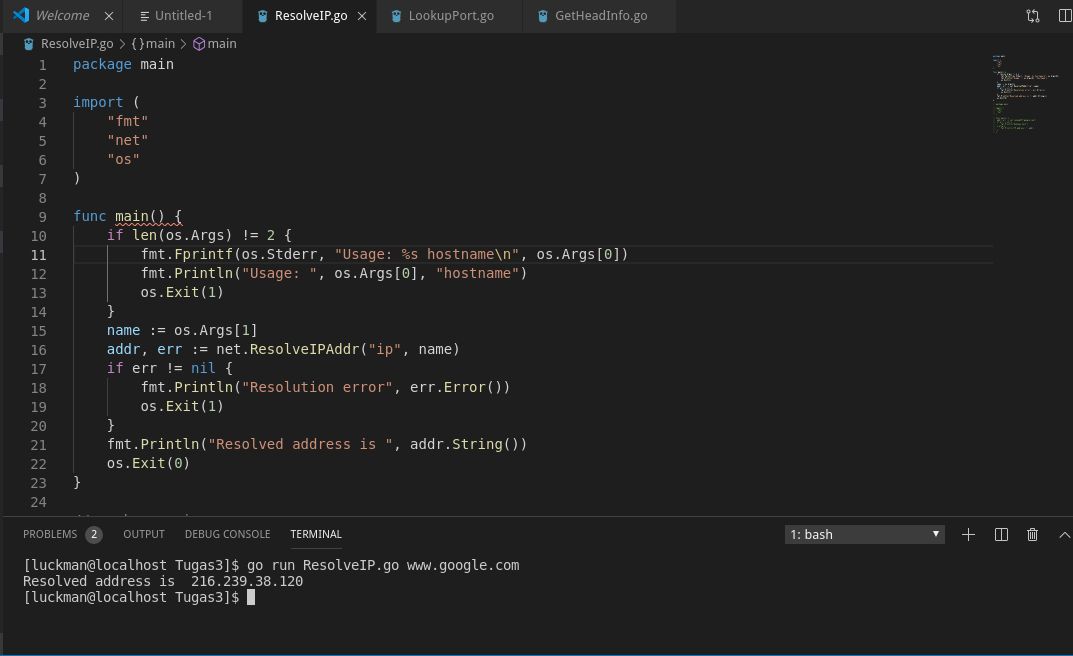 Welcome Untitled-1 ResolveIP.go LookupPort.go GetHeadInfo.go
ResolveIP.go > {} main > main
1 package main
2
3 import (
4 "fmt"
5 "net"
6 "os"
7 )
8
9 func main() {
10 if len(os.Args) != 2 {
11 fmt.Fprintf(os.Stderr, "Usage: %s hostname\n", os.Args[0])
12 fmt.Println("Usage: ", os.Args[0], "hostname")
13 os.Exit(1)
14 }
15 name := os.Args[1]
16 addr, err := net.ResolveIPAddr("ip", name)
17 if err != nil {
18 fmt.Println("Resolution error", err.Error())
19 os.Exit(1)
20 }
21 fmt.Println("Resolved address is ", addr.String())
22 os.Exit(0)
23 }
24
PROBLEMS 2 OUTPUT DEBUG CONSOLE TERMINAL 1: bash
[luckman@localhost Tugas3]$ go run ResolveIP.go www.google.com
Resolved address is  216.239.38.120
[luckman@localhost Tugas3]$